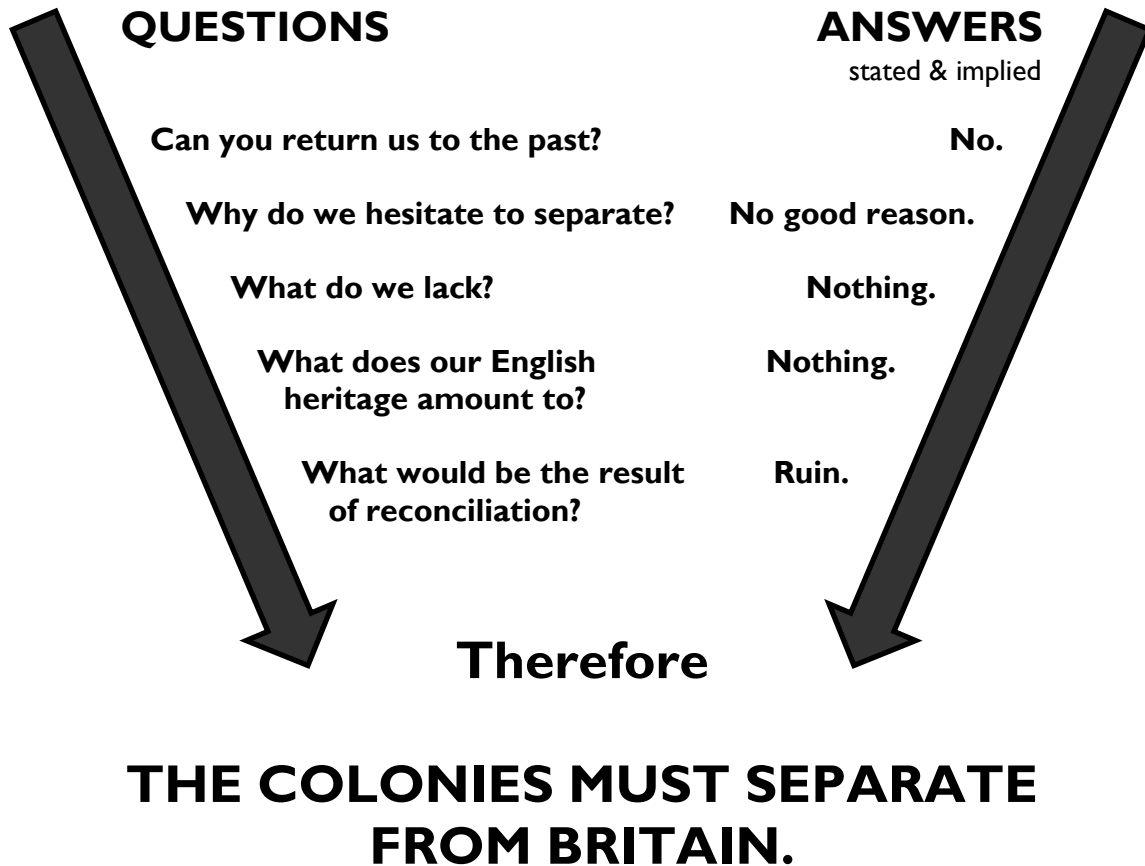 QUESTIONS
ANSWERS
stated & implied
Can you return us to the past?
No.
Why do we hesitate to separate?
No good reason.
What do we lack?
Nothing.
What does our English
heritage amount to?
Nothing.
What would be the result
of reconciliation?
Ruin.
Therefore
THE COLONIES MUST SEPARATE
FROM BRITAIN.